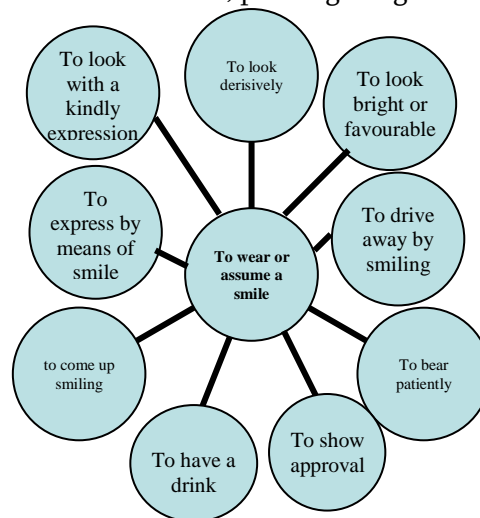 To look
with a
kindly
expression
To look
derisively
To look
bright or
favourable
To
express by
means of
smile
To wear or
assume a
smile
To drive
away by
smiling
to come up
smiling
To bear
patiently
To have a
drink
To show
approval